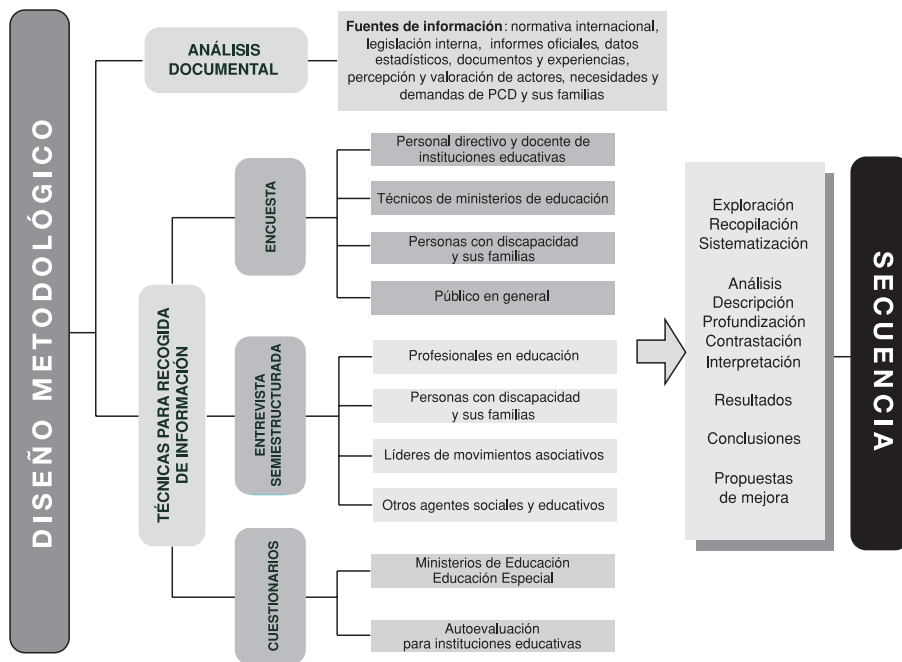 DISEÑO METODOLÓGICO
ANÁLISIS
DOCUMENTAL
Fuentes de información: normativa internacional,
legislación interna, informes oficiales, datos
estadísticos, documentos y experiencias,
percepción y valoración de actores, necesidades y
demandas de PCD y sus familias
TÉCNICAS PARA RECOGIDA
DE INFORMACIÓN
ENCUESTA
Personal directivo y docente de
instituciones educativas
Técnicos de ministerios de educación
Personas con discapacidad
y sus familias
Público en general
ENTREVISTA
SEMIESTRUCTURADA
Profesionales en educación
Personas con discapacidad
y sus familias
Líderes de movimientos asociativos
Otros agentes sociales y educativos
CUESTIONARIOS
Ministerios de Educación
Educación Especial
Autoevaluación
para instituciones educativas
Exploración
Recopilación
Sistematización
Análisis
Descripción
Profundización
Contrastación
Interpretación
Resultados
Conclusiones
Propuestas
de mejora
SECUENCIA